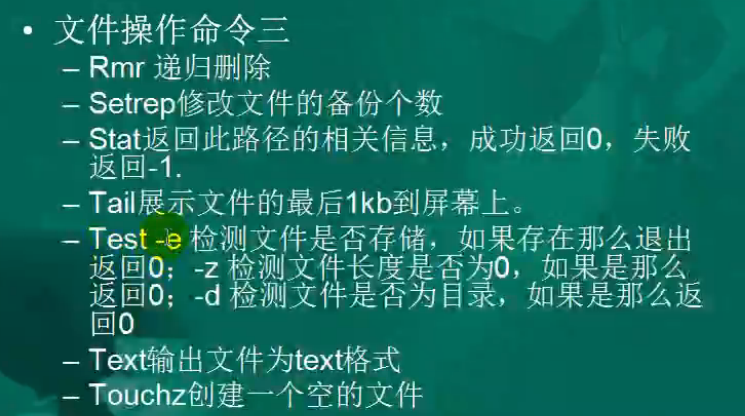 • 文件操作命令三
– Rmr 递归删除
– Setrep修改文件的备份个数
– Stat返回此路径的相关信息，成功返回0，失败
返回-1.
– Tail展示文件的最后1kb到屏幕上。
– Test -e 检测文件是否存储，如果存在那么退出
返回0；-z 检测文件长度是否为0，如果是那么
返回0；-d 检测文件是否为目录，如果是那么返
回0
– Text输出文件为text格式
– Touchz创建一个空的文件